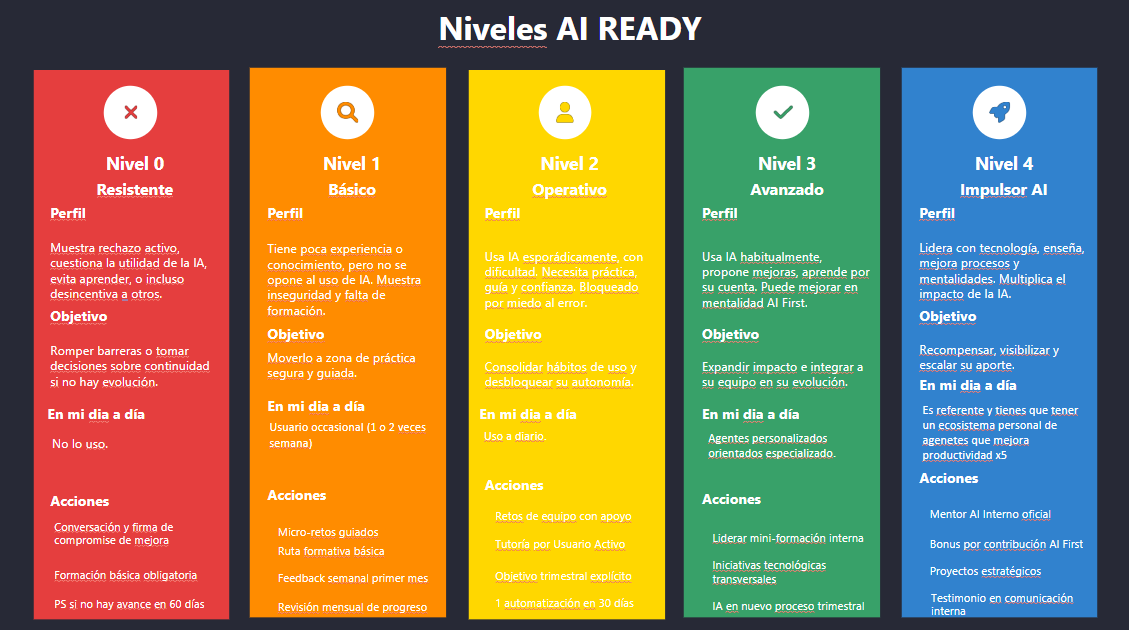 Niveles AI READY
Nivel 0
Resistente
Perfil
Muestra rechazo activo,
cuestiona la utilidad de la IA,
evita aprender, o incluso
desincentiva a otros.
Objetivo
Romper barreras o tomar
decisiones sobre continuidad
si no hay evolución.
En mi dia a día
No lo uso.
Acciones
Conversación y firma de
compromise de mejora
Formación básica obligatoria
PS si no hay avance en 60 días
Nivel 1
Básico
Perfil
Tiene poca experiencia o
conocimiento, pero no se
opone al uso de IA. Muestra
inseguridad y falta de
formación.
Objetivo
Moverlo a zona de práctica
segura y guiada.
En mi dia a día
Usuario occasional (1 o 2 veces
semana)
Acciones
Micro-retos guiados
Ruta formativa básica
Feedback semanal primer mes
Revisión mensual de progreso
Nivel 2
Operativo
Perfil
Usa IA esporádicamente, con
dificultad. Necesita práctica,
guía y confianza. Bloqueado
por miedo al error.
Objetivo
Consolidar hábitos de uso y
desbloquear su autonomía.
En mi dia a día
Uso a diario.
Acciones
Retos de equipo con apoyo
Tutoría por Usuario Activo
Objetivo trimestral explícito
1 automatización en 30 días
Nivel 3
Avanzado
Perfil
Usa IA habitualmente,
propone mejoras, aprende por
su cuenta. Puede mejorar en
mentalidad AI First.
Objetivo
Expandir impacto e integrar a
su equipo en su evolución.
En mi dia a día
Agentes personalizados
orientados especializado.
Acciones
Liderar mini-formación interna
Iniciativas tecnológicas
transversales
IA en nuevo proceso trimestral
Nivel 4
Impulsor AI
Perfil
Lidera con tecnología, enseña,
mejora procesos y
mentalidades. Multiplica el
impacto de la IA.
Objetivo
Recompensar, visibilizar y
escalar su aporte.
En mi dia a día
Es referente y tienes que tener
un ecosistema personal de
agenetes que mejora
productividad x5
Acciones
Mentor AI Interno oficial
Bonus por contribución AI First
Proyectos estratégicos
Testimonio en comunicación
interna